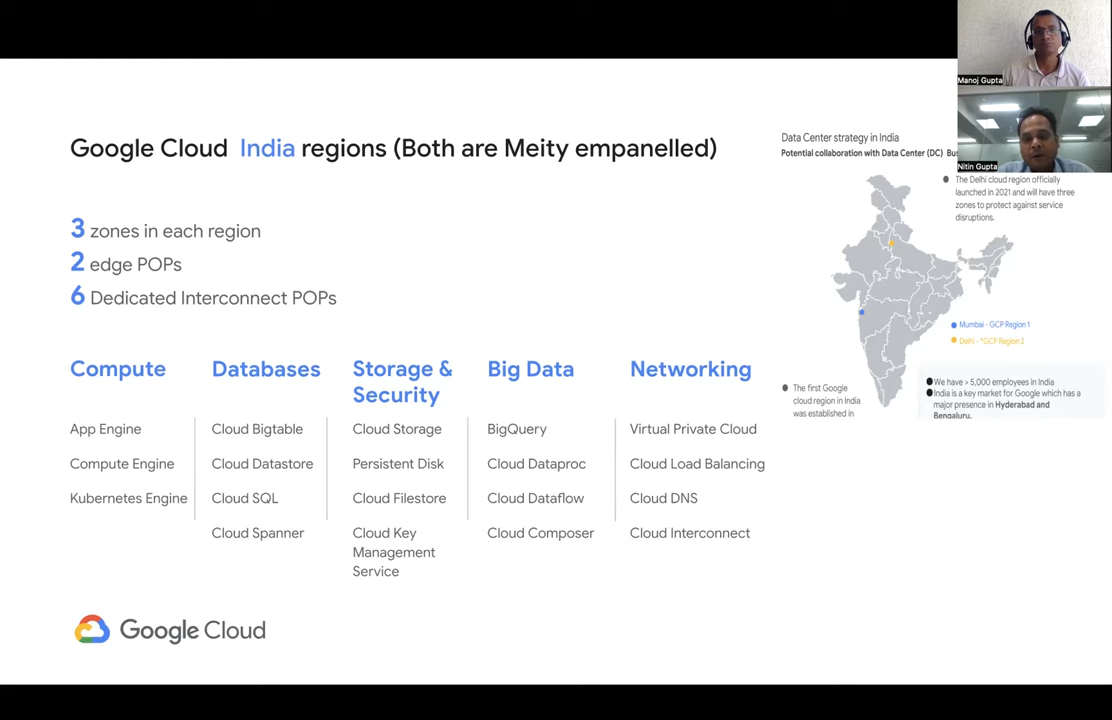 Google Cloud India regions (Both are Meity empanelled)
3 zones in each region
2 edge POPs
6 Dedicated Interconnect POPs
Compute
App Engine
Compute Engine
Kubernetes Engine
Databases
Cloud Bigtable
Cloud Datastore
Cloud SQL
Cloud Spanner
Storage &
Security
Cloud Storage
Persistent Disk
Cloud Filestore
Cloud Key
Management
Service
Big Data
BigQuery
Cloud Dataproc
Cloud Dataflow
Cloud Composer
Networking
Virtual Private Cloud
Cloud Load Balancing
Cloud DNS
Cloud Interconnect
Google Cloud
Data Center strategy in India
Potential collaboration with Data Center (DC)
The Delhi cloud region officially
launched in 2021 and will have three
zones to protect against service
disruptions.
Mumbai - GCP Region 1
Delhi - *GCP Region 2
The first Google
cloud region in India
was established in
We have > 5,000 employees in India
India is a key market for Google which has a
major presence in Hyderabad and
Bengaluru.
Manoj Gupta
Nitin Gupta